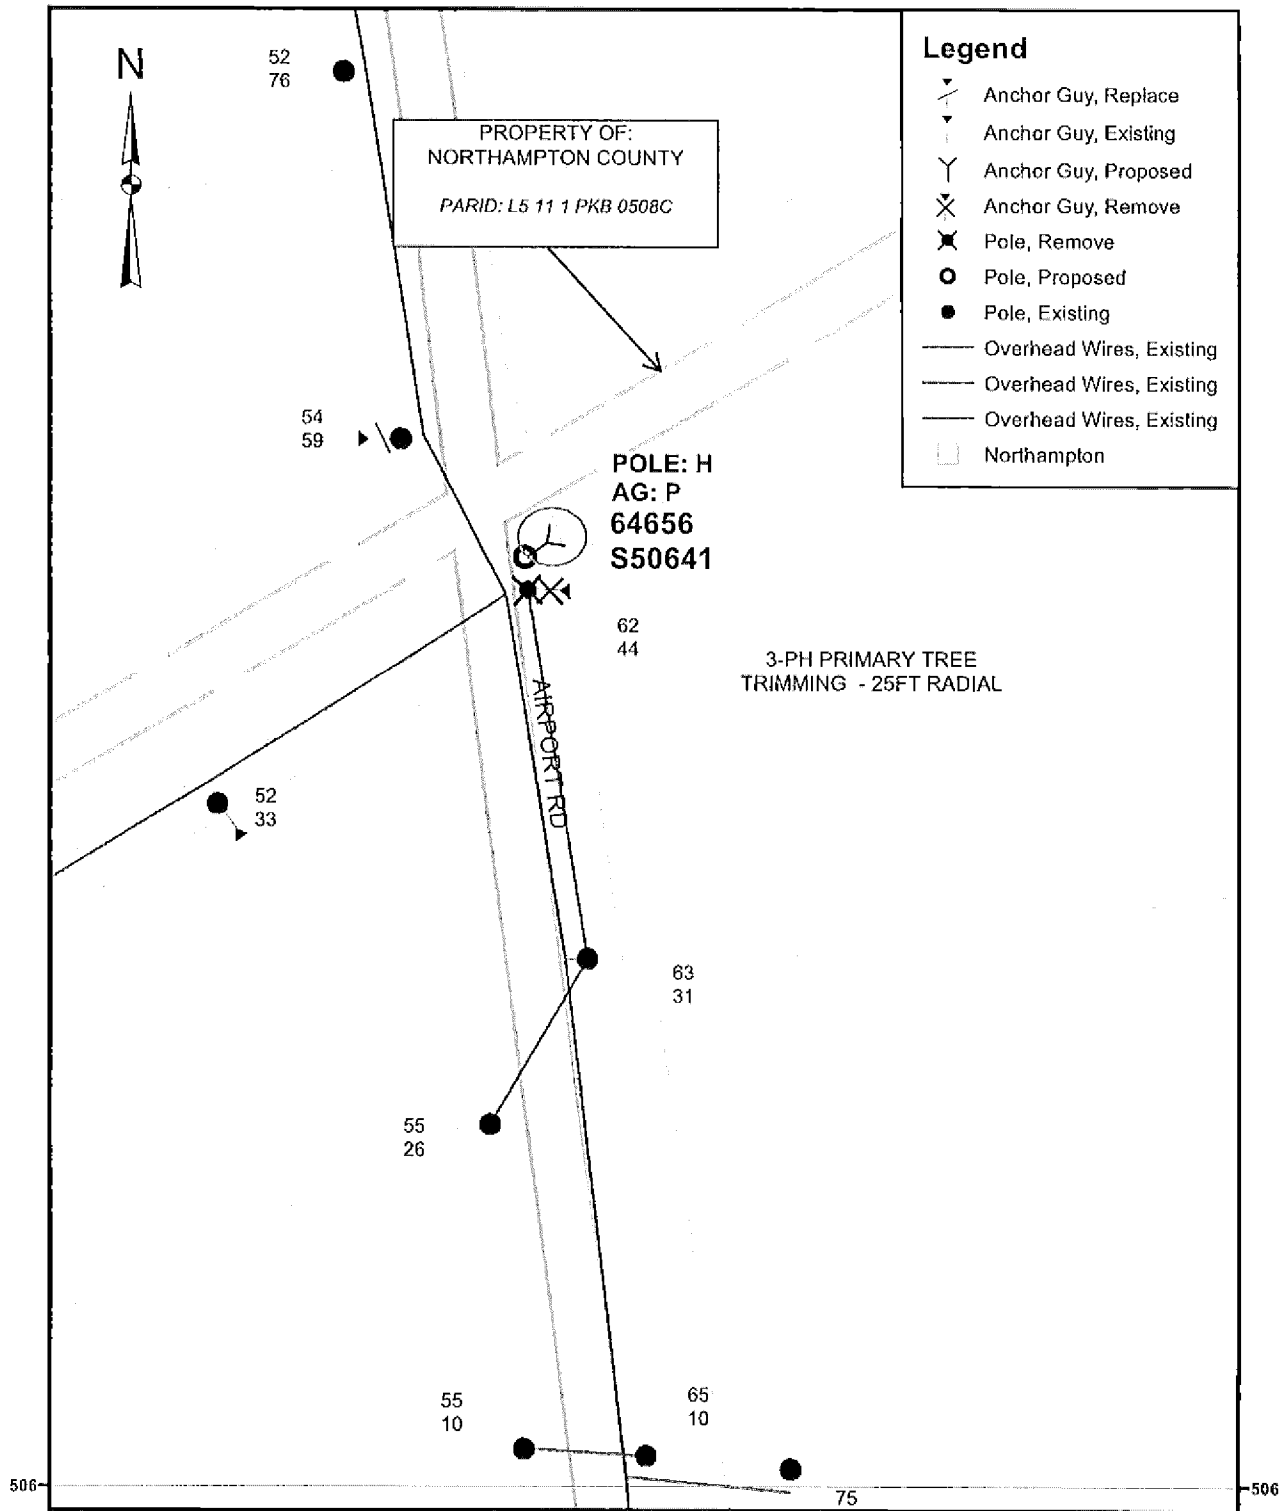 N
52
76
PROPERTY OF:
NORTHAMPTON COUNTY
PARID: L5 11 1 PKB 0508C
Legend
Anchor Guy, Replace
Anchor Guy, Existing
Anchor Guy, Proposed
Anchor Guy, Remove
Pole, Remove
Pole, Proposed
Pole, Existing
Overhead Wires, Existing
Overhead Wires, Existing
Overhead Wires, Existing
Northampton
54
59
POLE: H
AG: P
64656
S50641
62
44
3-PH PRIMARY TREE
TRIMMING - 25FT RADIAL
AIRPORT RD
52
33
63
31
55
26
55
10
65
10
506
506
75